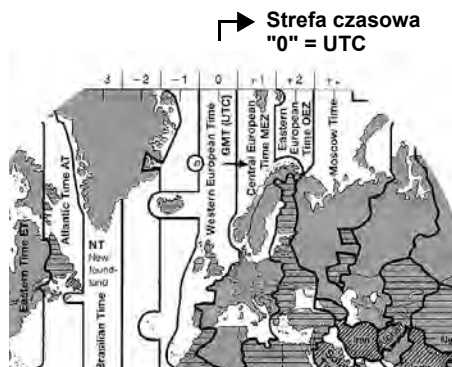 Strefa czasowa
"0" = UTC
-3 -2 -1 0 +1 +2
Eastern Time ET
Atlantic Time AT
NT
New
found-
land
Brasilian Time
Western European Time
GMT (UTC)
Central European
Time MEZ
Eastern
European
Time OEZ
Moscow Time
Iran